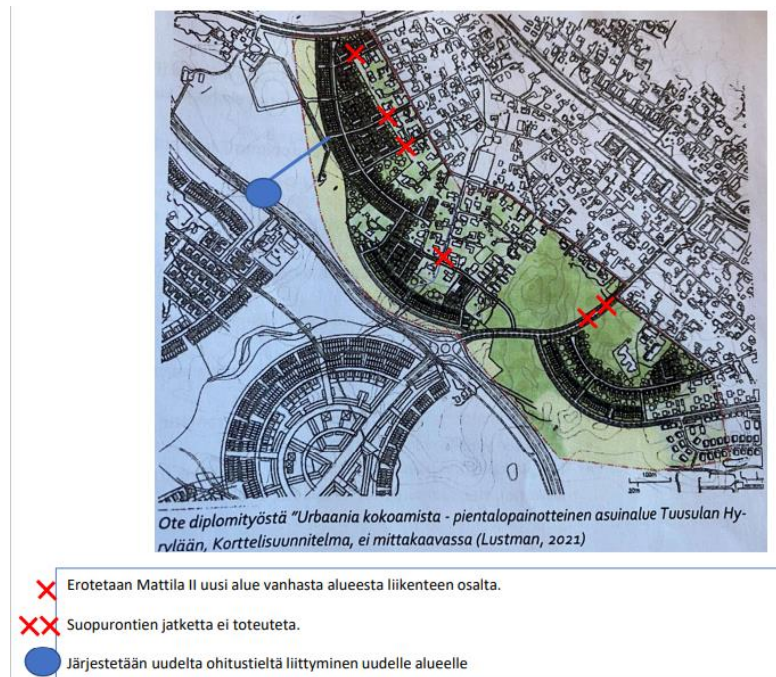 Ote diplomityöstä "Urbaania kokoamista - pientalopainotteinen asuinalue Tuusulan Hy-
rylään, Korttelisuunnitelma, ei mittakaavassa (Lustman, 2021)
Erotetaan Mattila II uusi alue vanhasta alueesta liikenteen osalta.
Suopurontien jatketta ei toteuteta.
Järjestetään uudelta ohitustieltä liittyminen uudelle alueelle